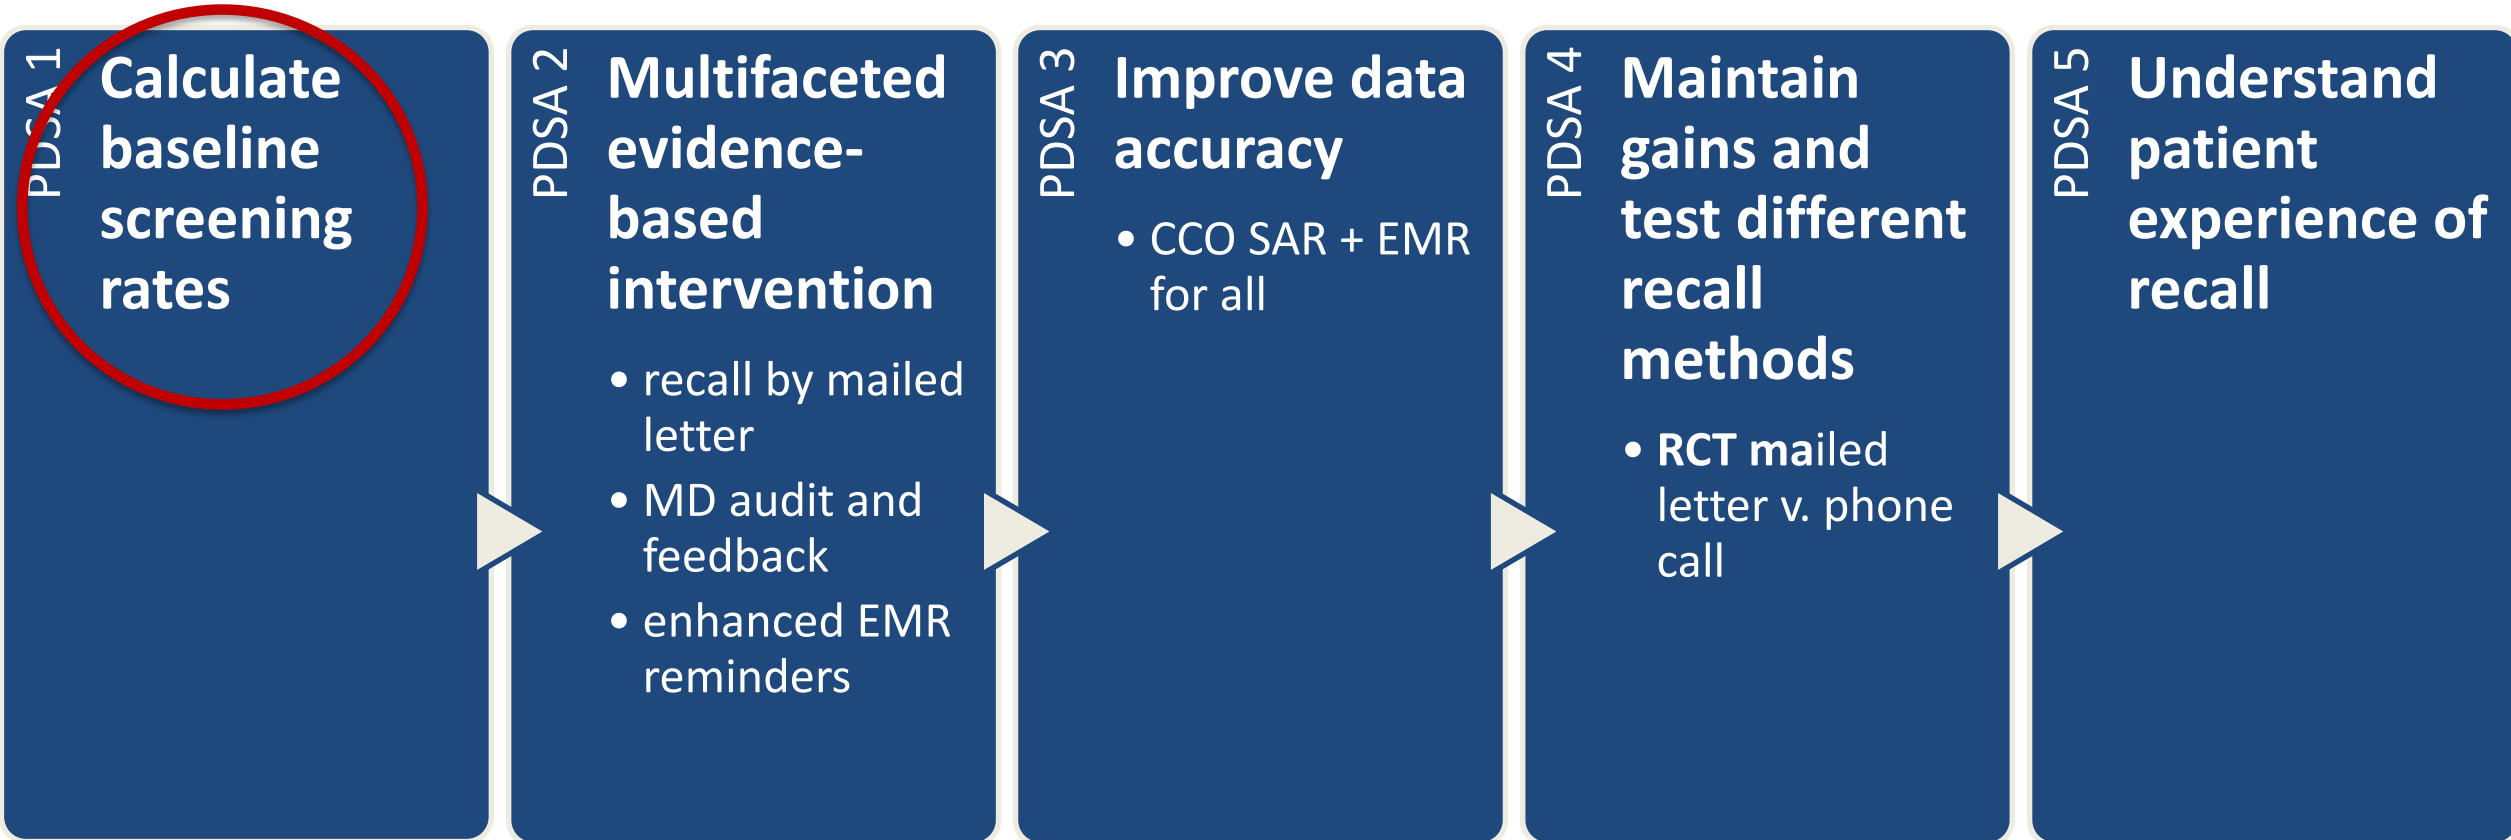 PDSA 1
Calculate
baseline
screening
rates
PDSA 2
Multifaceted
evidence-
based
intervention
• recall by mailed
letter
• MD audit and
feedback
• enhanced EMR
reminders
PDSA 3
Improve data
accuracy
• CCO SAR + EMR
for all
PDSA 4
Maintain
gains and
test different
recall
methods
• RCT mailed
letter v. phone
call
PDSA 5
Understand
patient
experience of
recall